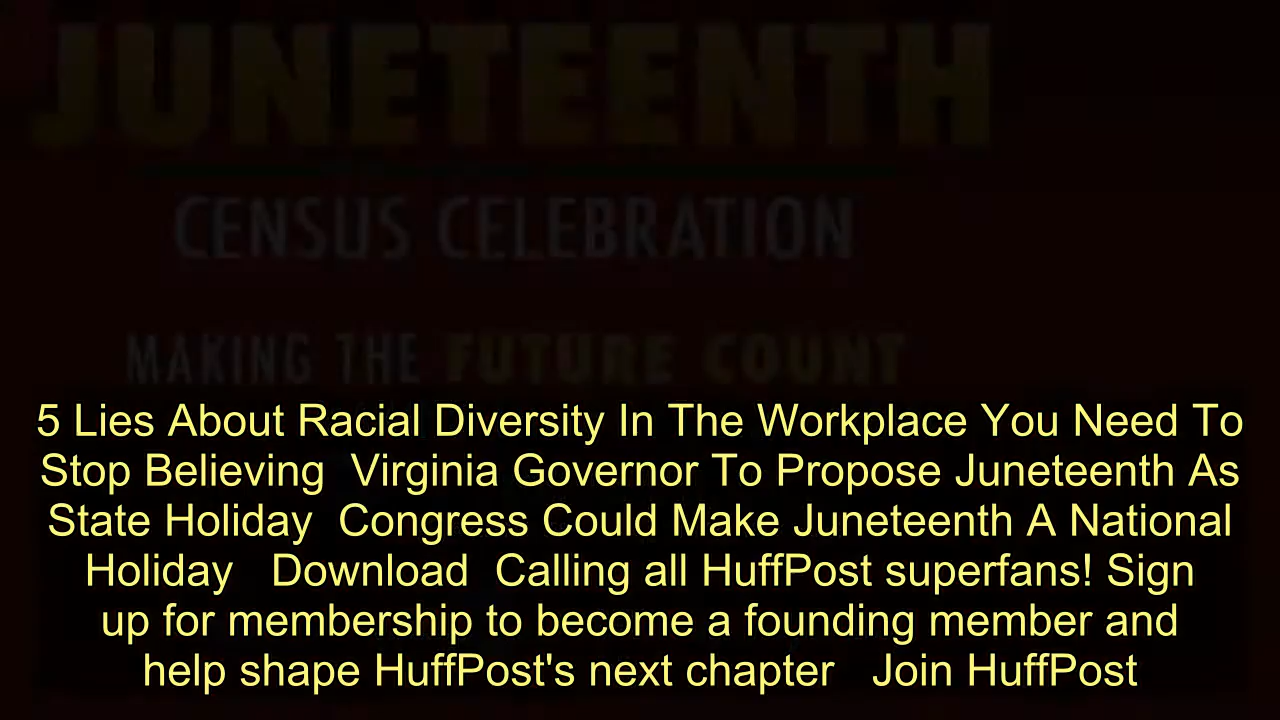 JUNETEENTH
CENSUS CELEBRATION
MAKING THE FUTURE COUNT
5 Lies About Racial Diversity In The Workplace You Need To
Stop Believing  Virginia Governor To Propose Juneteenth As
State Holiday  Congress Could Make Juneteenth A National
Holiday   Download  Calling all HuffPost superfans! Sign
up for membership to become a founding member and
help shape HuffPost's next chapter   Join HuffPost